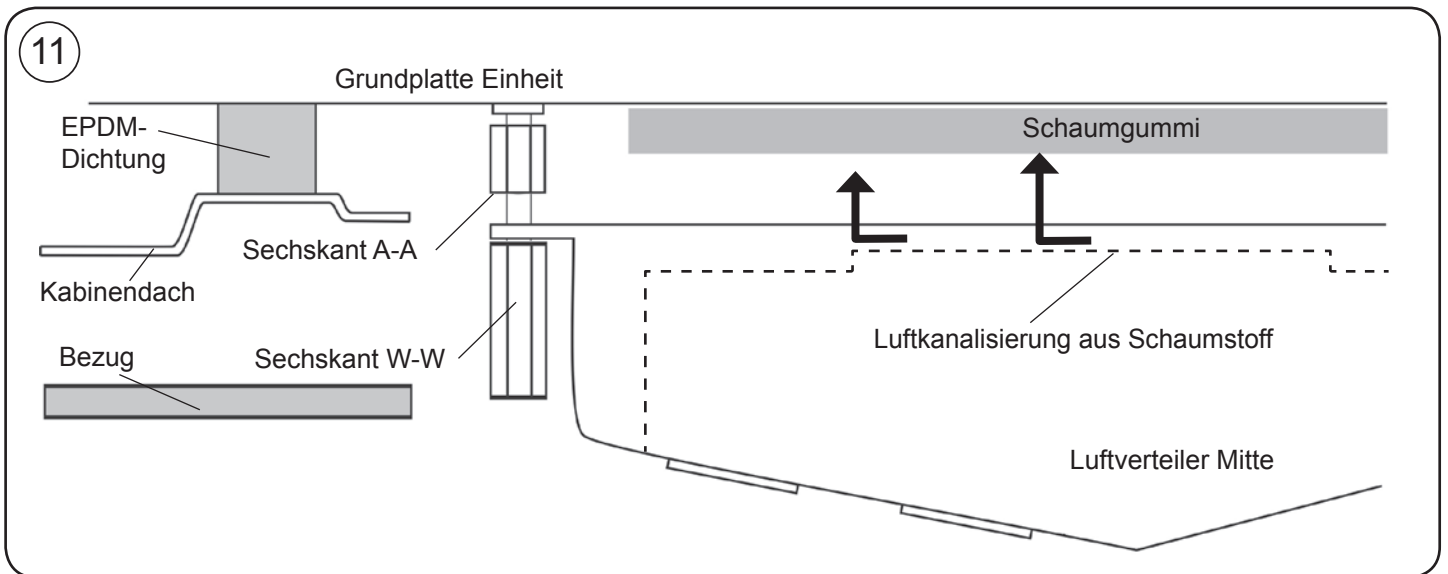 11
Grundplatte Einheit
EPDM-
Dichtung
Schaumgummi
Sechskant A-A
Kabinendach
Luftkanalisierung aus Schaumstoff
Bezug
Sechskant W-W
Luftverteiler Mitte